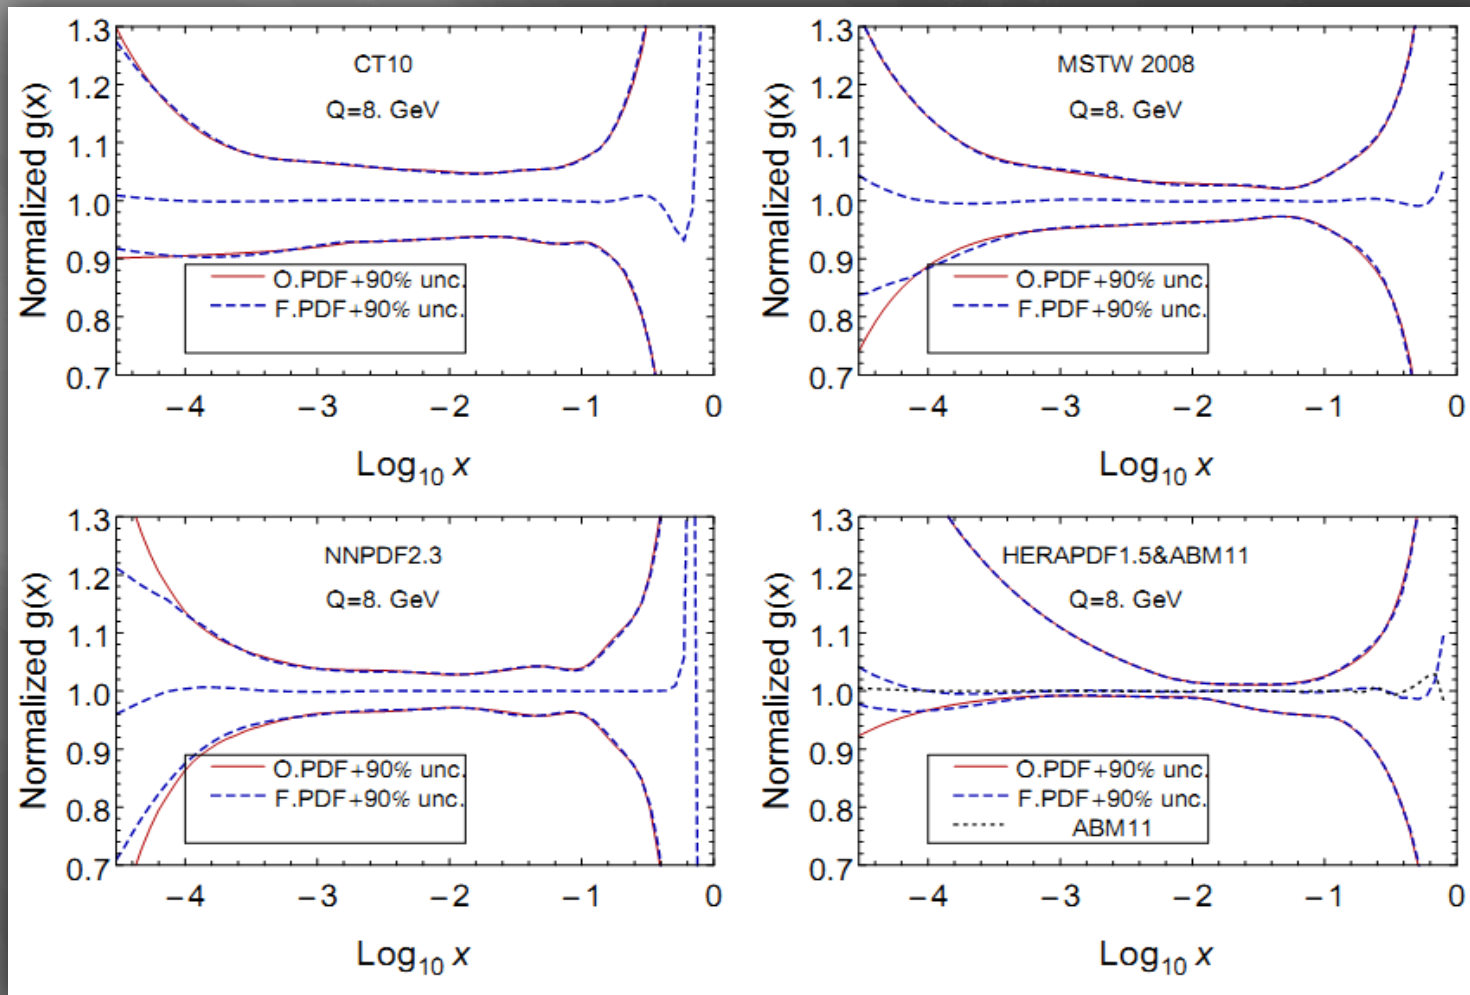 CT10
Q=8. GeV
O.PDF+90% unc.
F.PDF+90% unc.
Normalized g(x)
1.3
1.2
1.1
1.0
0.9
0.8
0.7
−4 −3 −2 −1 0
Log10 x
MSTW 2008
Q=8. GeV
O.PDF+90% unc.
F.PDF+90% unc.
Normalized g(x)
1.3
1.2
1.1
1.0
0.9
0.8
0.7
−4 −3 −2 −1 0
Log10 x
NNPDF2.3
Q=8. GeV
O.PDF+90% unc.
F.PDF+90% unc.
Normalized g(x)
1.3
1.2
1.1
1.0
0.9
0.8
0.7
−4 −3 −2 −1 0
Log10 x
HERAPDF1.5&ABM11
Q=8. GeV
O.PDF+90% unc.
F.PDF+90% unc.
ABM11
Normalized g(x)
1.3
1.2
1.1
1.0
0.9
0.8
0.7
−4 −3 −2 −1 0
Log10 x